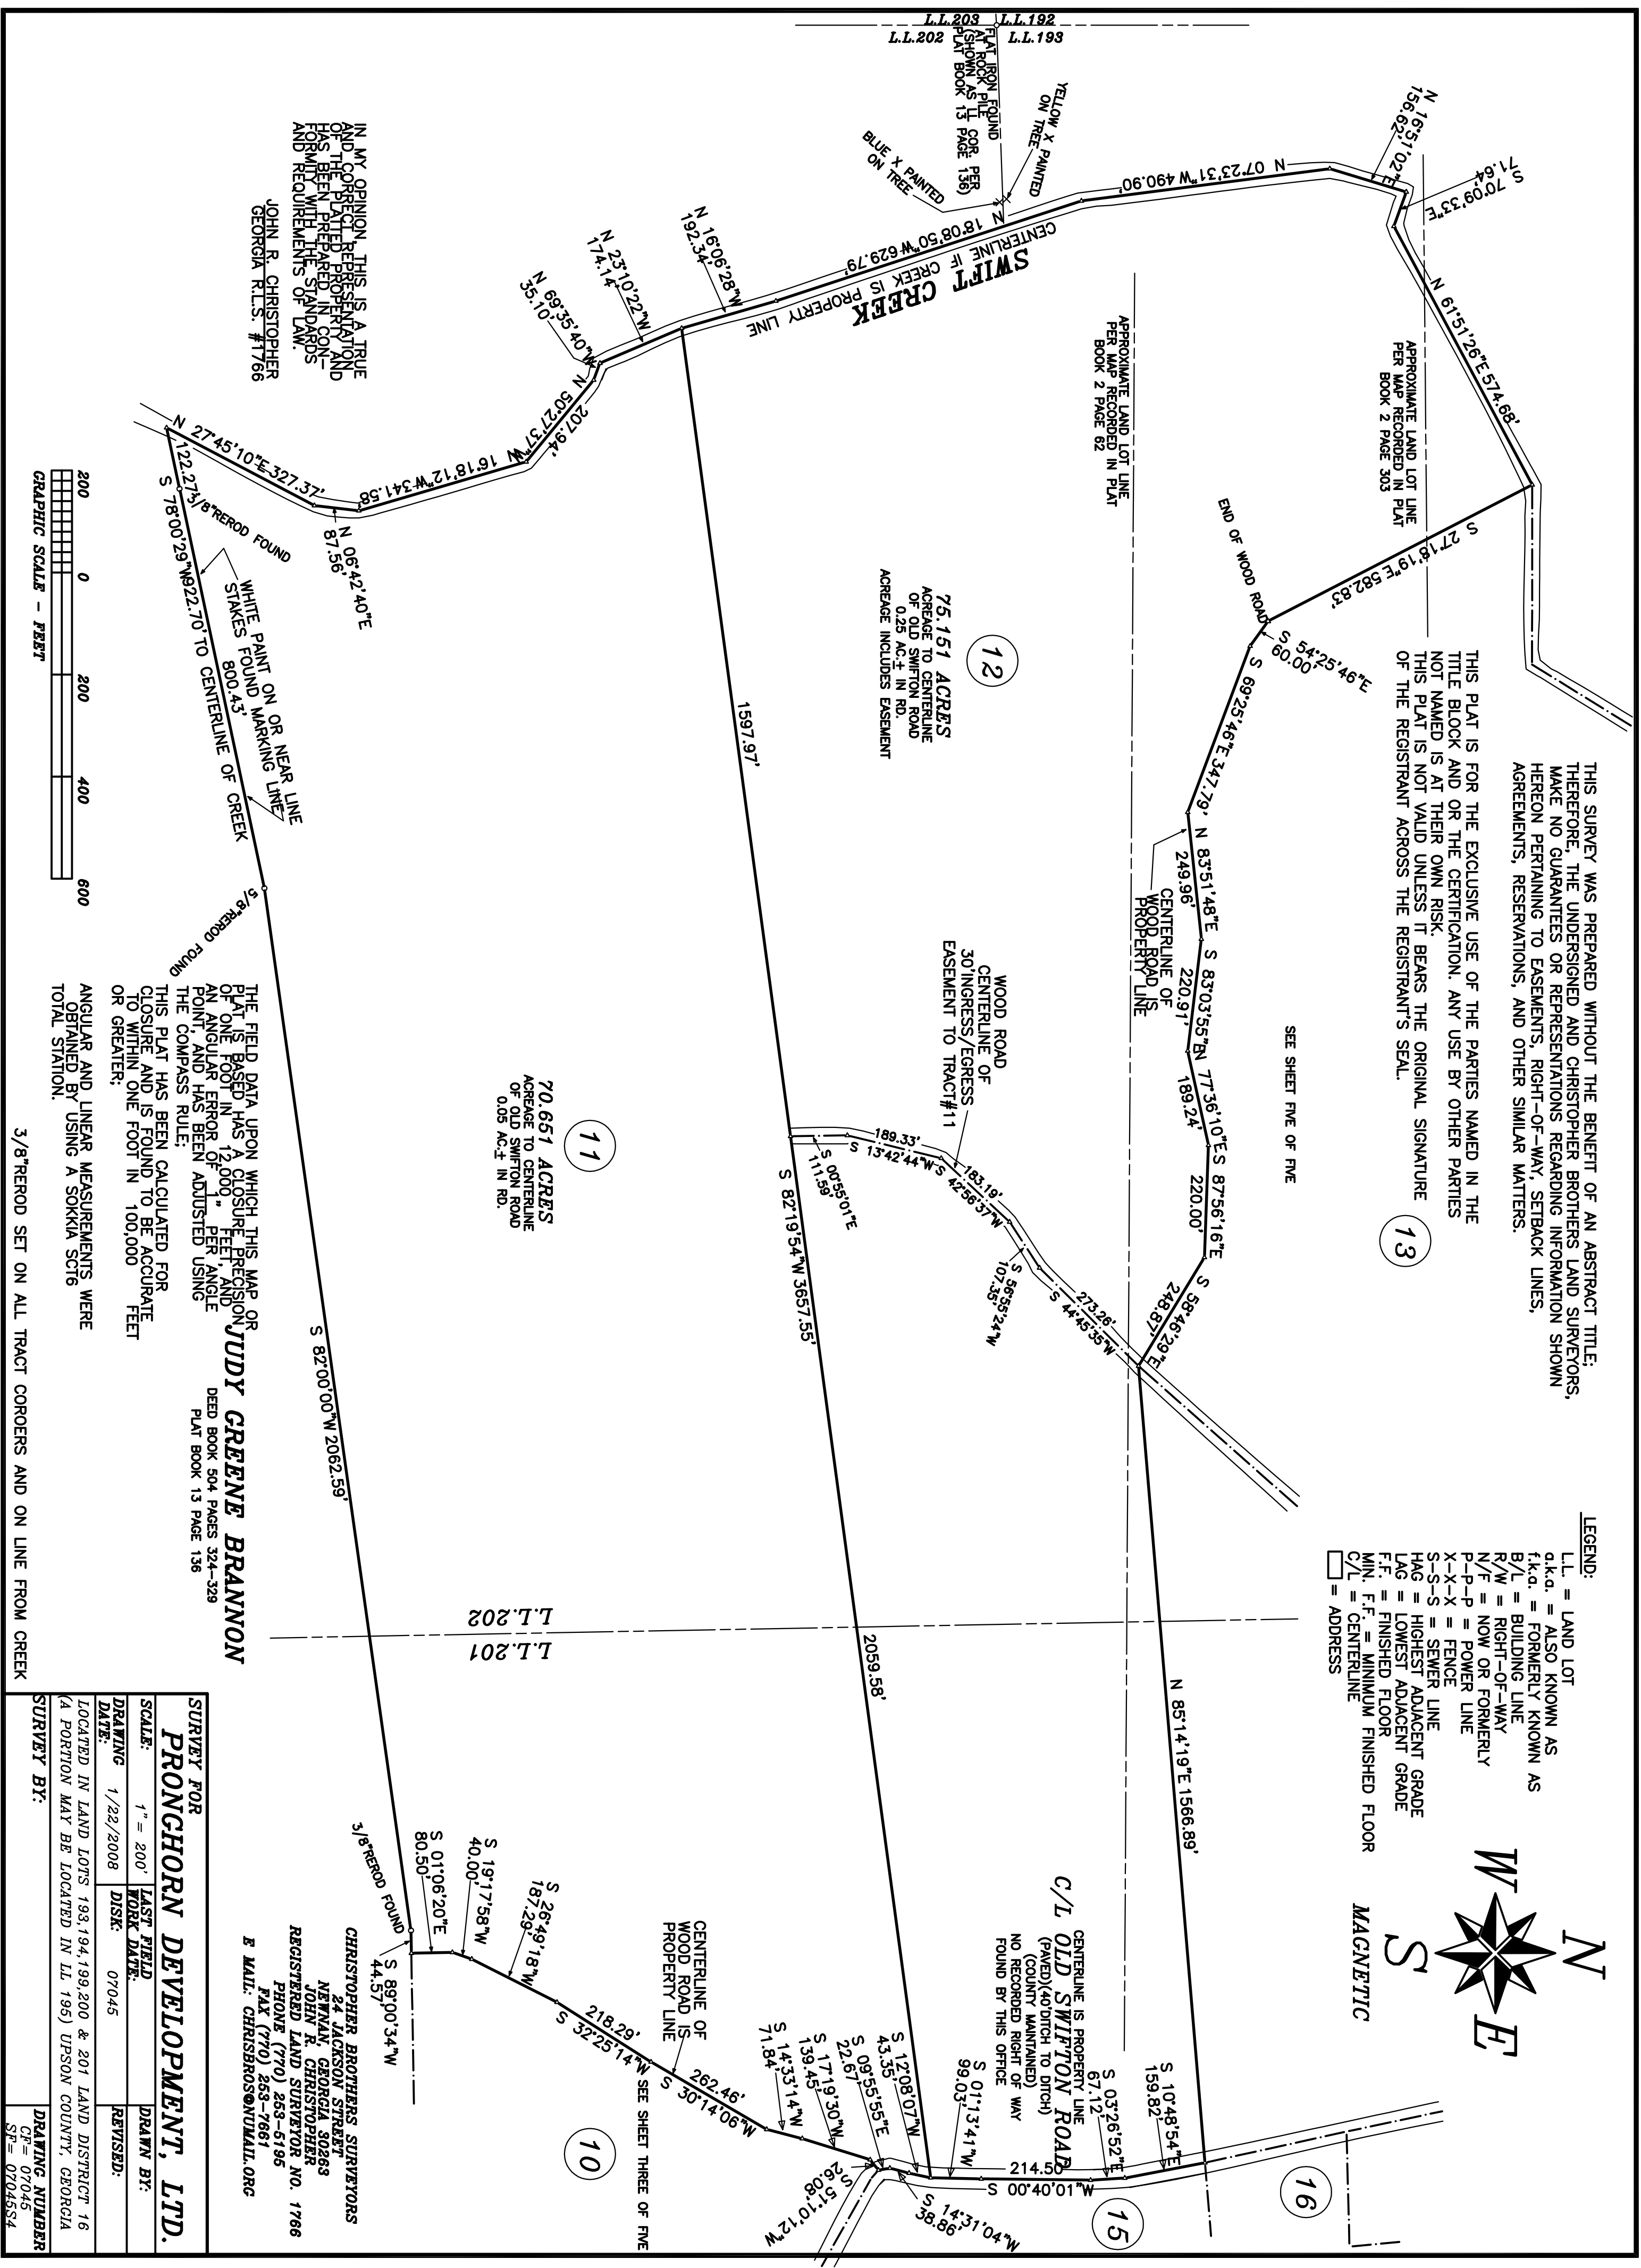 THIS SURVEY WAS PREPARED WITHOUT THE BENEFIT OF AN ABSTRACT TITLE;
THEREFORE, THE UNDERSIGNED AND CHRISTOPHER BROTHERS LAND SURVEYORS,
MAKE NO GUARANTEES OR REPRESENTATIONS REGARDING INFORMATION SHOWN
HEREON PERTAINING TO EASEMENTS, RIGHT-OF-WAY, SETBACK LINES,
AGREEMENTS, RESERVATIONS, AND OTHER SIMILAR MATTERS.
THIS PLAT IS FOR THE EXCLUSIVE USE OF THE PARTIES NAMED IN THE
TITLE BLOCK AND OR THE CERTIFICATION. ANY USE BY OTHER PARTIES
NOT NAMED IS AT THEIR OWN RISK.
THIS PLAT IS NOT VALID UNLESS IT BEARS THE ORIGINAL SIGNATURE
OF THE REGISTRANT ACROSS THE REGISTRANT'S SEAL.
LEGEND:
L.L. = LAND LOT
a.k.a. = ALSO KNOWN AS
f.k.a. = FORMERLY KNOWN AS
B/L = BUILDING LINE
R/W = RIGHT-OF-WAY
N/F = NOW OR FORMERLY
P-P-P = POWER LINE
X-X-X = FENCE
S-S-S = SEWER LINE
HAG = HIGHEST ADJACENT GRADE
LAG = LOWEST ADJACENT GRADE
F.F. = FINISHED FLOOR
MIN. F.F. = MINIMUM FINISHED FLOOR
C/L = CENTERLINE
= ADDRESS
N
W
E
S
MAGNETIC
13
SEE SHEET FIVE OF FIVE
N 16°51'02"E
156.62'
S 70°09'33"E
71.64'
N 61°51'26"E 574.68'
APPROXIMATE LAND LOT LINE
PER MAP RECORDED IN PLAT
BOOK 2 PAGE 303
S 27°18'19"E 582.83'
END OF WOOD ROAD
S 54°25'46"E
60.00'
S 69°25'46"E 347.79'
N 83°51'48"E
249.96'
CENTERLINE OF
WOOD ROAD IS
PROPERTY LINE
S 83°03'55"E
220.91'
N 77°36'10"E
189.24'
S 87°56'16"E
220.00'
S 58°46'29"E
248.87'
N 85°14'19"E 1566.89'
APPROXIMATE LAND LOT LINE
PER MAP RECORDED IN PLAT
BOOK 2 PAGE 62
L.L.203
L.L.192
L.L.202
L.L.193
FLAT IRON FOUND
AT ROCK PILE
(SHOWN AS LL COR. PER
PLAT BOOK 13 PAGE 136)
YELLOW X PAINTED
ON TREE
BLUE X PAINTED
ON TREE
N 07°23'31"W 490.90'
N 18°08'50"W 629.79'
CENTERLINE IF CREEK IS PROPERTY LINE
SWIFT CREEK
N 16°06'28"W
192.34'
N 23°10'22"W
174.14'
N 69°35'40"W
35.10'
N 50°27'37"W
207.94'
N 16°18'12"W 341.58'
N 06°42'40"E
87.56'
N 27°45'10"E 327.37'
12
75.151 ACRES
ACREAGE TO CENTERLINE
OF OLD SWIFTON ROAD
0.25 AC.± IN RD.
ACREAGE INCLUDES EASEMENT
WOOD ROAD
CENTERLINE OF
30'INGRESS/EGRESS
EASEMENT TO TRACT#11
S 00°55'01"E
111.59'
189.33'
S 13°42'44"W
183.19'
S 42°56'37"W
S 56°55'24"W
107.35'
273.26'
S 44°45'35"W
1597.97'
S 82°19'54"W 3657.55'
2059.58'
11
70.651 ACRES
ACREAGE TO CENTERLINE
OF OLD SWIFTON ROAD
0.05 AC± IN RD.
L.L.202
L.L.201
C/L OLD SWIFTON ROAD
CENTERLINE IS PROPERTY LINE
(PAVED)(40'DITCH TO DITCH)
(COUNTY MAINTAINED)
NO RECORDED RIGHT OF WAY
FOUND BY THIS OFFICE
16
15
10
S 10°48'54"E
159.82'
S 03°26'52"E
67.12'
214.50
S 00°40'01"W
S 01°13'41"W
99.03'
S 12°08'07"W
43.35'
S 14°31'04"W
38.86'
S 09°55'55"E
22.67'
S 51°10'12"W
26.08'
S 17°19'30"W
139.45'
S 14°33'14"W
71.84'
262.46'
S 30°14'06"W
CENTERLINE OF
WOOD ROAD IS
PROPERTY LINE
218.29'
S 32°25'14"W
SEE SHEET THREE OF FIVE
S 26°49'18"W
187.29'
S 19°17'58"W
40.00'
S 01°06'20"E
80.50'
S 89°00'34"W
44.57'
3/8"REROD FOUND
S 82°00'00"W 2062.59'
5/8"REROD FOUND
122.27'
3/8"REROD FOUND
S 78°00'29"W 922.70' TO CENTERLINE OF CREEK
800.43'
WHITE PAINT ON OR NEAR LINE
STAKES FOUND MARKING LINE
IN MY OPINION, THIS IS A TRUE
AND CORRECT REPRESENTATION
OF THE PLATTED PROPERTY AND
HAS BEEN PREPARED IN CON-
FORMITY WITH THE STANDARDS
AND REQUIREMENTS OF LAW.
JOHN R. CHRISTOPHER
GEORGIA R.L.S. #1766
200 0 200 400 600
GRAPHIC SCALE - FEET
THE FIELD DATA UPON WHICH THIS MAP OR
PLAT IS BASED HAS A CLOSURE PRECISION
OF ONE FOOT IN 12,000 FEET, AND
AN ANGULAR ERROR OF 1" PER ANGLE
POINT, AND HAS BEEN ADJUSTED USING
THE COMPASS RULE;
THIS PLAT HAS BEEN CALCULATED FOR
CLOSURE AND IS FOUND TO BE ACCURATE
TO WITHIN ONE FOOT IN 100,000 FEET
OR GREATER;
ANGULAR AND LINEAR MEASUREMENTS WERE
OBTAINED BY USING A SOKKIA SCT6
TOTAL STATION.
JUDY GREENE BRANNON
DEED BOOK 504 PAGES 324-329
PLAT BOOK 13 PAGE 136
3/8"REROD SET ON ALL TRACT COROERS AND ON LINE FROM CREEK
CHRISTOPHER BROTHERS SURVEYORS
24 JACKSON STREET
NEWNAN, GEORGIA 30263
JOHN R. CHRISTOPHER
REGISTERED LAND SURVEYOR NO. 1766
PHONE (770) 253-5195
FAX (770) 253-7661
E MAIL: CHRISBROS@NUMAIL.ORG
SURVEY FOR
PRONGHORN DEVELOPMENT, LTD.
SCALE: 1"= 200'
LAST FIELD
WORK DATE:
DRAWN BY:
DRAWING
DATE: 1/22/2008
DISK: 07045
REVISED:
LOCATED IN LAND LOTS 193,194,199,200 & 201 LAND DISTRICT 16
(A PORTION MAY BE LOCATED IN LL 195) UPSON COUNTY, GEORGIA
SURVEY BY:
DRAWING NUMBER
CF= 07045
SF= 07045S4